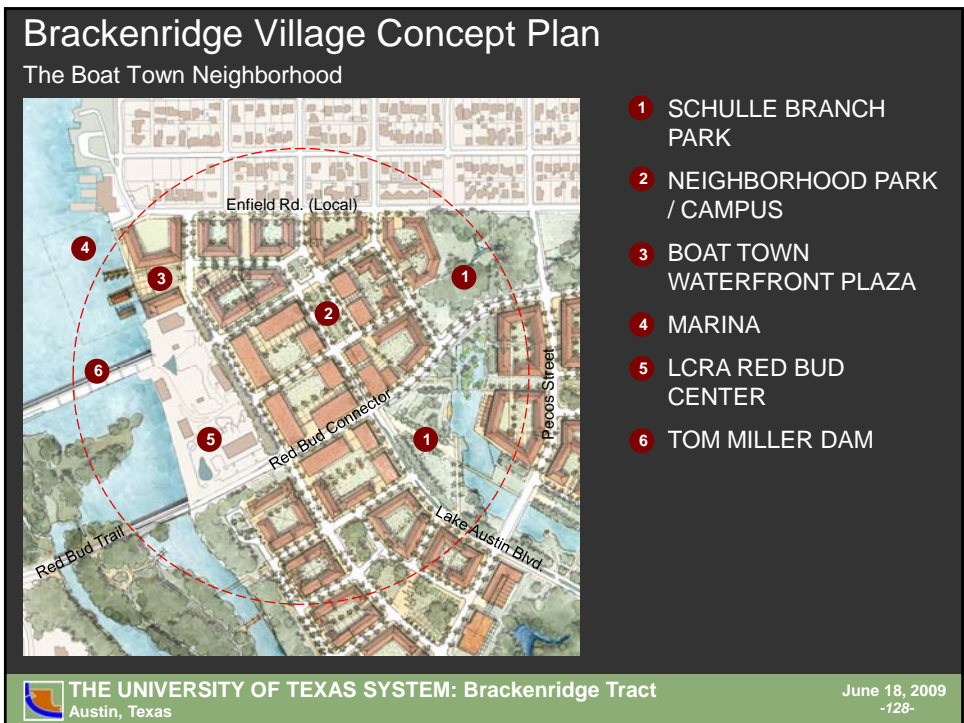 Brackenridge Village Concept Plan
The Boat Town Neighborhood
Enfield Rd. (Local)
4
3
1
2
6
Pecos Street
Red Bud Connector
5
1
Lake Austin Blvd.
Red Bud Trail
1 SCHULLE BRANCH
PARK
2 NEIGHBORHOOD PARK
/ CAMPUS
3 BOAT TOWN
WATERFRONT PLAZA
4 MARINA
5 LCRA RED BUD
CENTER
6 TOM MILLER DAM
THE UNIVERSITY OF TEXAS SYSTEM: Brackenridge Tract
Austin, Texas
June 18, 2009
-128-